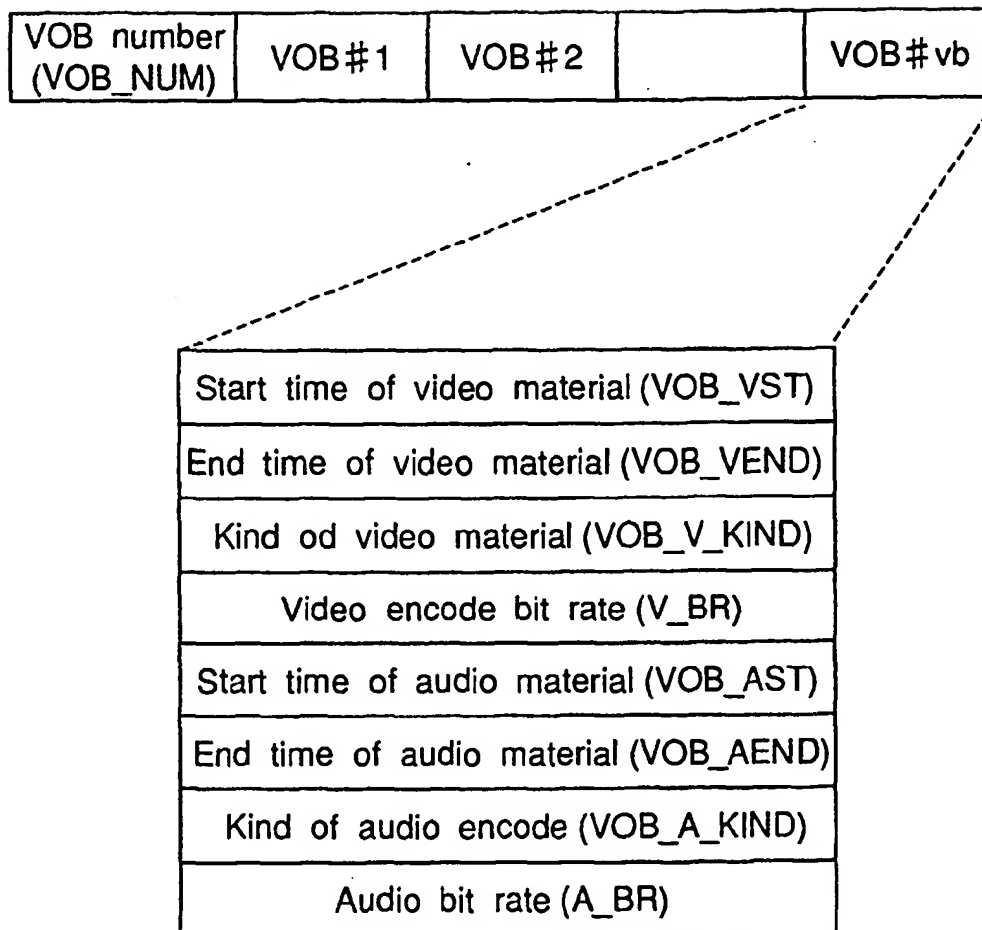 VOB number
(VOB_NUM)
VOB#1
VOB#2
VOB#vb
Start time of video material (VOB_VST)
End time of video material (VOB_VEND)
Kind od video material (VOB_V_KIND)
Video encode bit rate (V_BR)
Start time of audio material (VOB_AST)
End time of audio material (VOB_AEND)
Kind of audio encode (VOB_A_KIND)
Audio bit rate (A_BR)